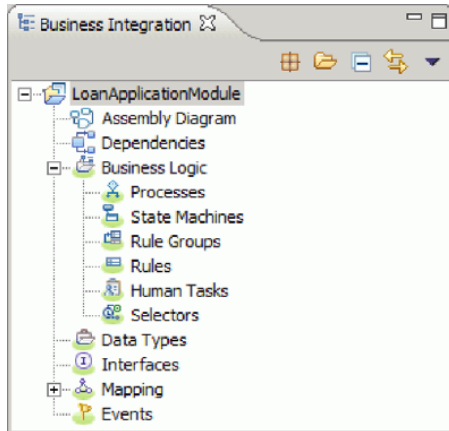 Business Integration
LoanApplicationModule
Assembly Diagram
Dependencies
Business Logic
Processes
State Machines
Rule Groups
Rules
Human Tasks
Selectors
Data Types
Interfaces
Mapping
Events